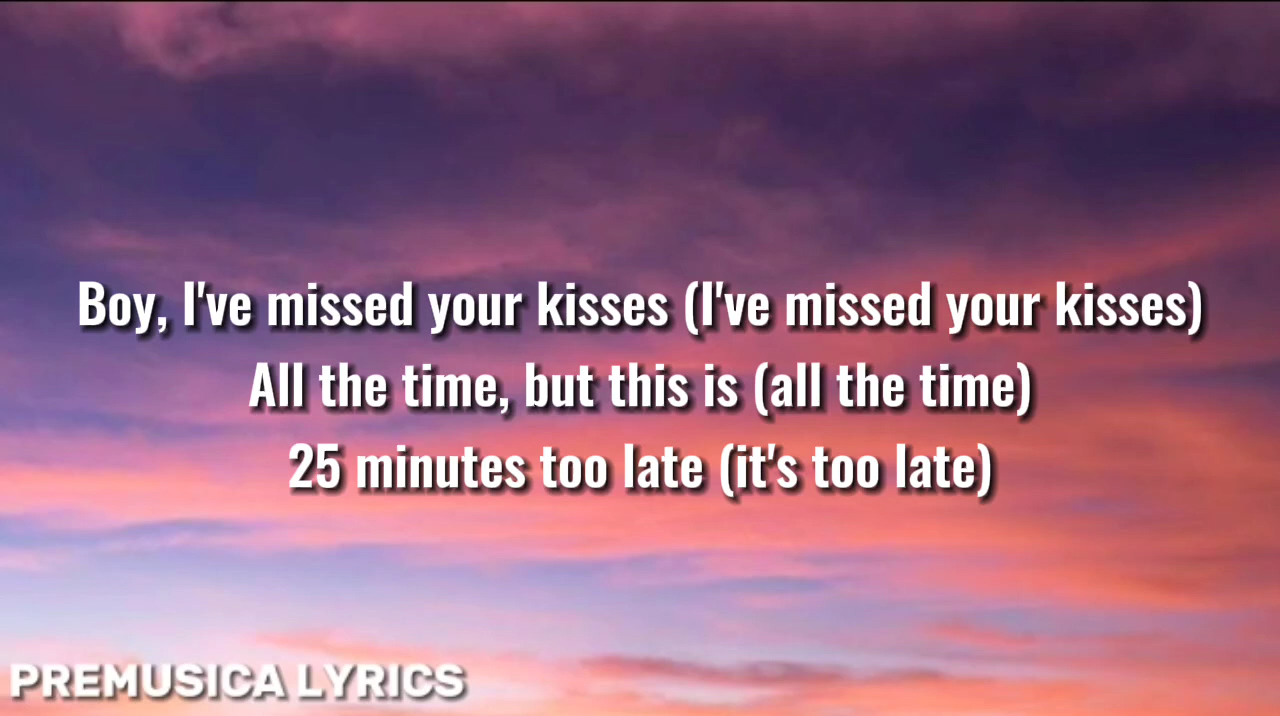 Boy, I've missed your kisses (I've missed your kisses)
All the time, but this is (all the time)
25 minutes too late (it's too late)
PREMUSICA LYRICS